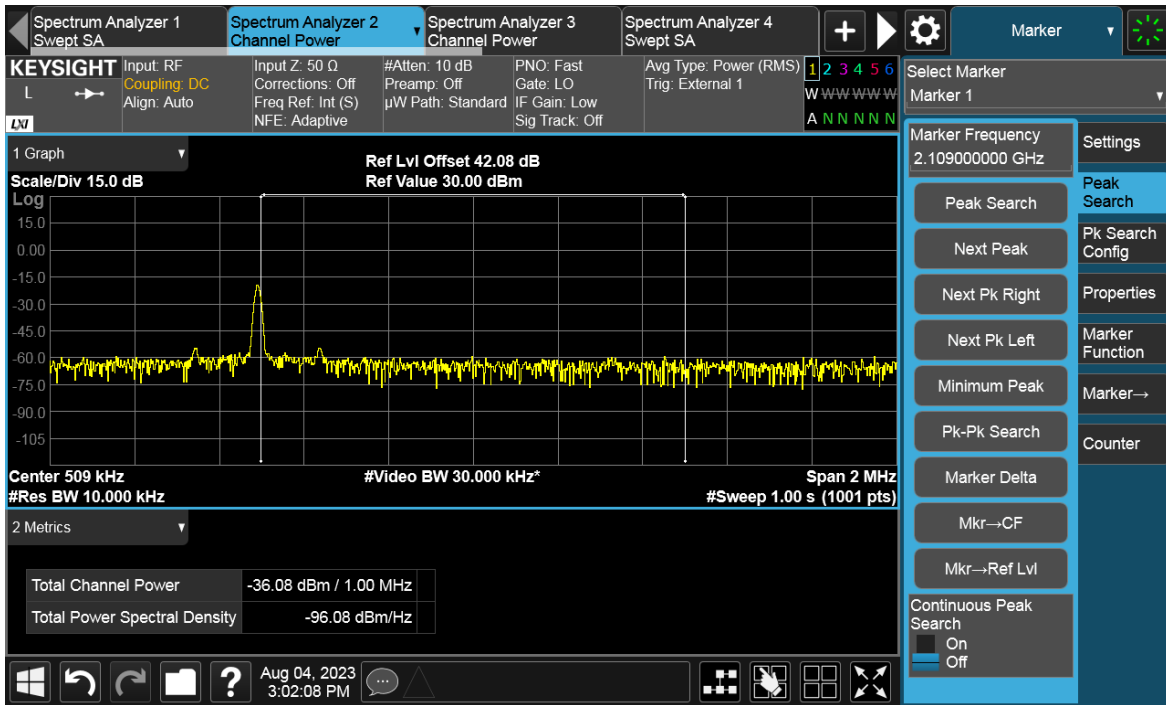 Spectrum Analyzer 1
Swept SA
Spectrum Analyzer 2
Channel Power
Spectrum Analyzer 3
Channel Power
Spectrum Analyzer 4
Swept SA
+
Marker
KEYSIGHT
L
LXI
Input: RF
Coupling: DC
Align: Auto
Input Z: 50 Ω
Corrections: Off
Freq Ref: Int (S)
NFE: Adaptive
#Atten: 10 dB
Preamp: Off
µW Path: Standard
PNO: Fast
Gate: LO
IF Gain: Low
Sig Track: Off
Avg Type: Power (RMS)
Trig: External 1
1 2 3 4 5 6
W W W W W W
A N N N N N
Select Marker
Marker 1
1 Graph
Scale/Div 15.0 dB
Ref Lvl Offset 42.08 dB
Ref Value 30.00 dBm
Log
15.0
0.00
-15.0
-30.0
-45.0
-60.0
-75.0
-90.0
-105
Center 509 kHz
#Res BW 10.000 kHz
#Video BW 30.000 kHz*
Span 2 MHz
#Sweep 1.00 s (1001 pts)
2 Metrics
Total Channel Power -36.08 dBm / 1.00 MHz
Total Power Spectral Density -96.08 dBm/Hz
Marker Frequency
2.109000000 GHz
Peak Search
Next Peak
Next Pk Right
Next Pk Left
Minimum Peak
Pk-Pk Search
Marker Delta
Mkr→CF
Mkr→Ref Lvl
Continuous Peak
Search
On
Off
Settings
Peak
Search
Pk Search
Config
Properties
Marker
Function
Marker→
Counter
?
Aug 04, 2023
3:02:08 PM